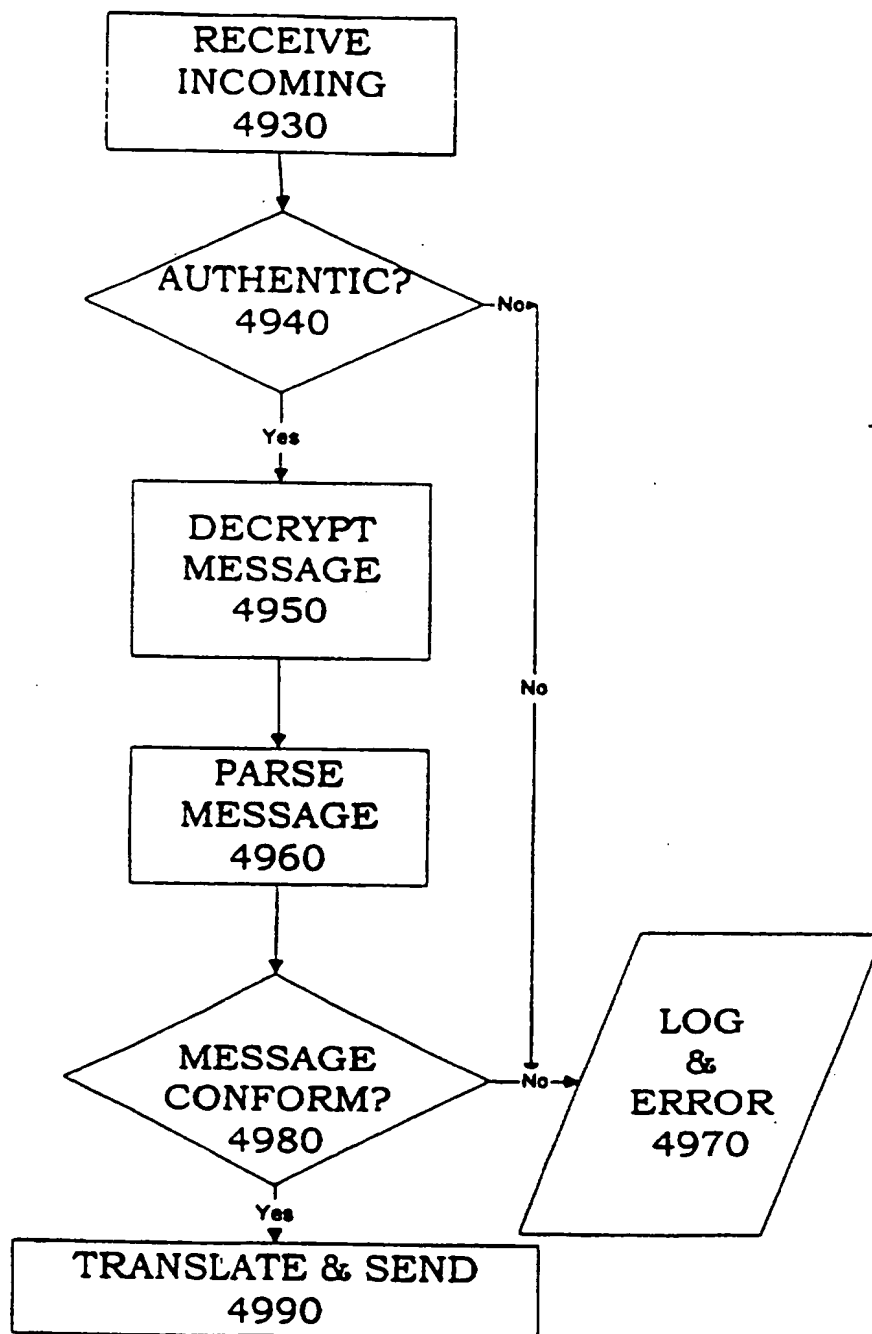 RECEIVE
INCOMING
4930
AUTHENTIC?
4940
No
Yes
DECRYPT
MESSAGE
4950
No
PARSE
MESSAGE
4960
MESSAGE
CONFORM?
4980
No
LOG
&
ERROR
4970
Yes
TRANSLATE & SEND
4990